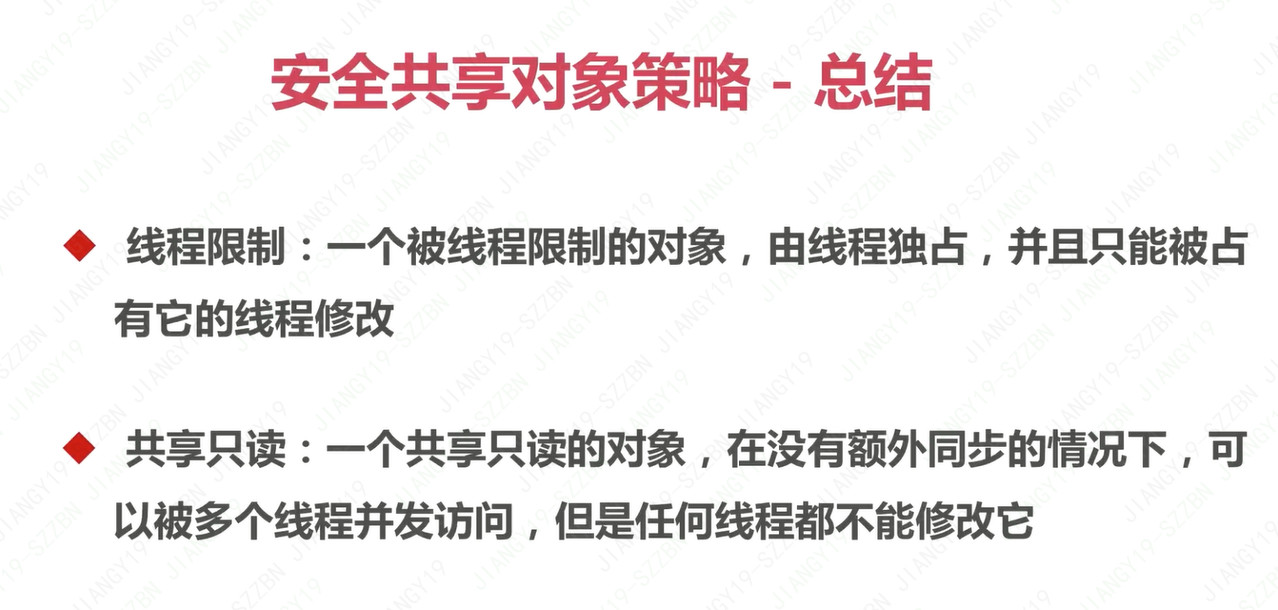 安全共享对象策略 - 总结
线程限制：一个被线程限制的对象，由线程独占，并且只能被占
有它的线程修改
共享只读：一个共享只读的对象，在没有额外同步的情况下，可
以被多个线程并发访问，但是任何线程都不能修改它
JIANGY19-SZZBN